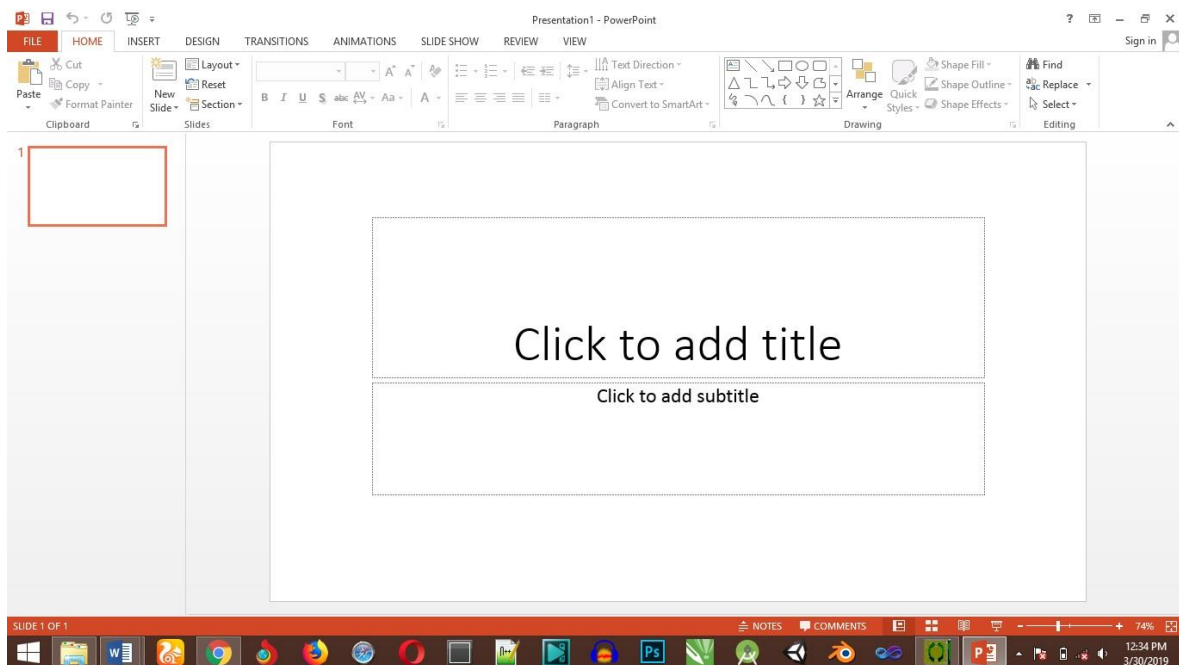 Presentation1 - PowerPoint
FILE HOME INSERT DESIGN TRANSITIONS ANIMATIONS SLIDE SHOW REVIEW VIEW Sign in
Paste
Cut
Copy
Format Painter
Clipboard
New
Slide
Layout
Reset
Section
Slides
B I U S abc AV Aa A
Font
Text Direction
Align Text
Convert to SmartArt
Paragraph
Arrange
Quick
Styles
Shape Fill
Shape Outline
Shape Effects
Drawing
Find
Replace
Select
Editing
1
Click to add title
Click to add subtitle
SLIDE 1 OF 1 NOTES COMMENTS 74%
12:34 PM
3/30/2019